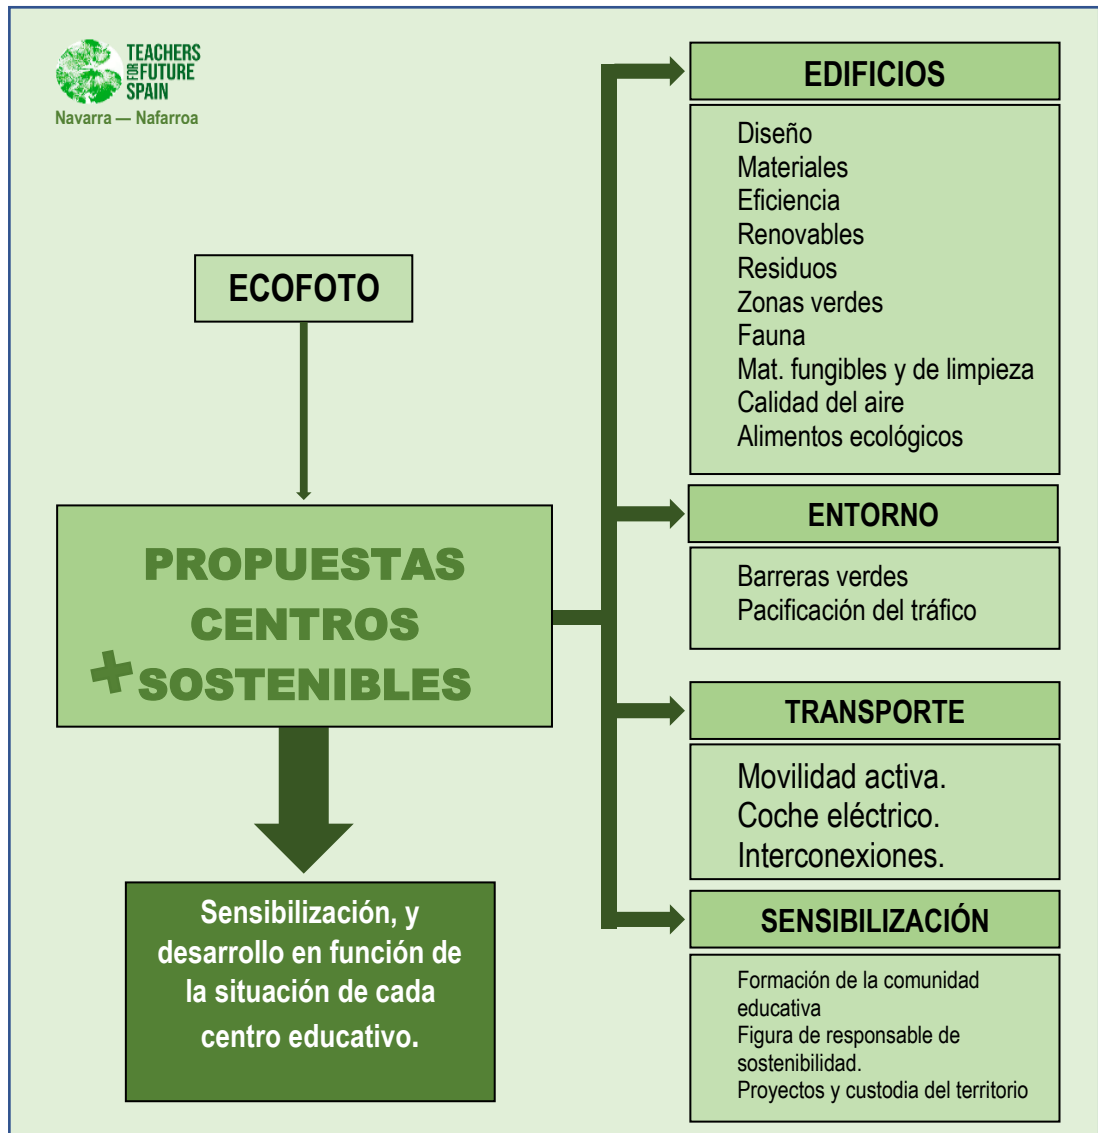 TEACHERS
FOR FUTURE
SPAIN
Navarra — Nafarroa
ECOFOTO
PROPUESTAS
CENTROS
+SOSTENIBLES
Sensibilización, y
desarrollo en función de
la situación de cada
centro educativo.
EDIFICIOS
Diseño
Materiales
Eficiencia
Renovables
Residuos
Zonas verdes
Fauna
Mat. fungibles y de limpieza
Calidad del aire
Alimentos ecológicos
ENTORNO
Barreras verdes
Pacificación del tráfico
TRANSPORTE
Movilidad activa.
Coche eléctrico.
Interconexiones.
SENSIBILIZACIÓN
Formación de la comunidad
educativa
Figura de responsable de
sostenibilidad.
Proyectos y custodia del territorio